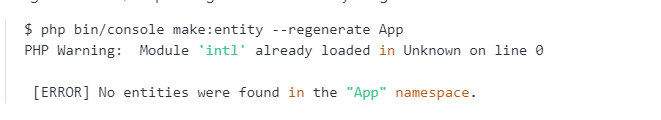 $ php bin/console make:entity --regenerate App
PHP Warning:  Module 'intl' already loaded in Unknown on line 0
[ERROR] No entities were found in the "App" namespace.